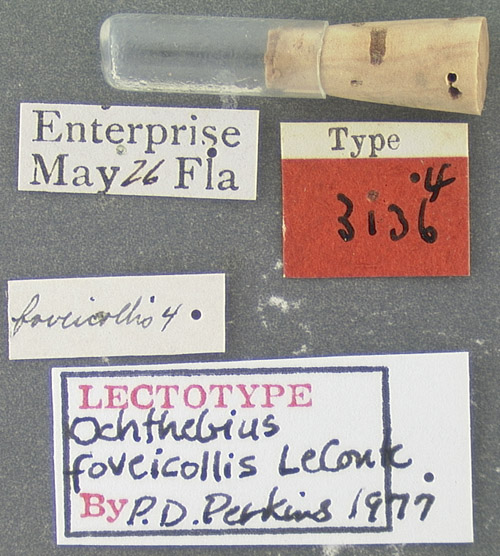 Enterprise
May 26 Fla
Type
4
3136
foveicollis 4
LECTOTYPE
Ochthebius
foveicollis LeConte
By P.D. Perkins 1977